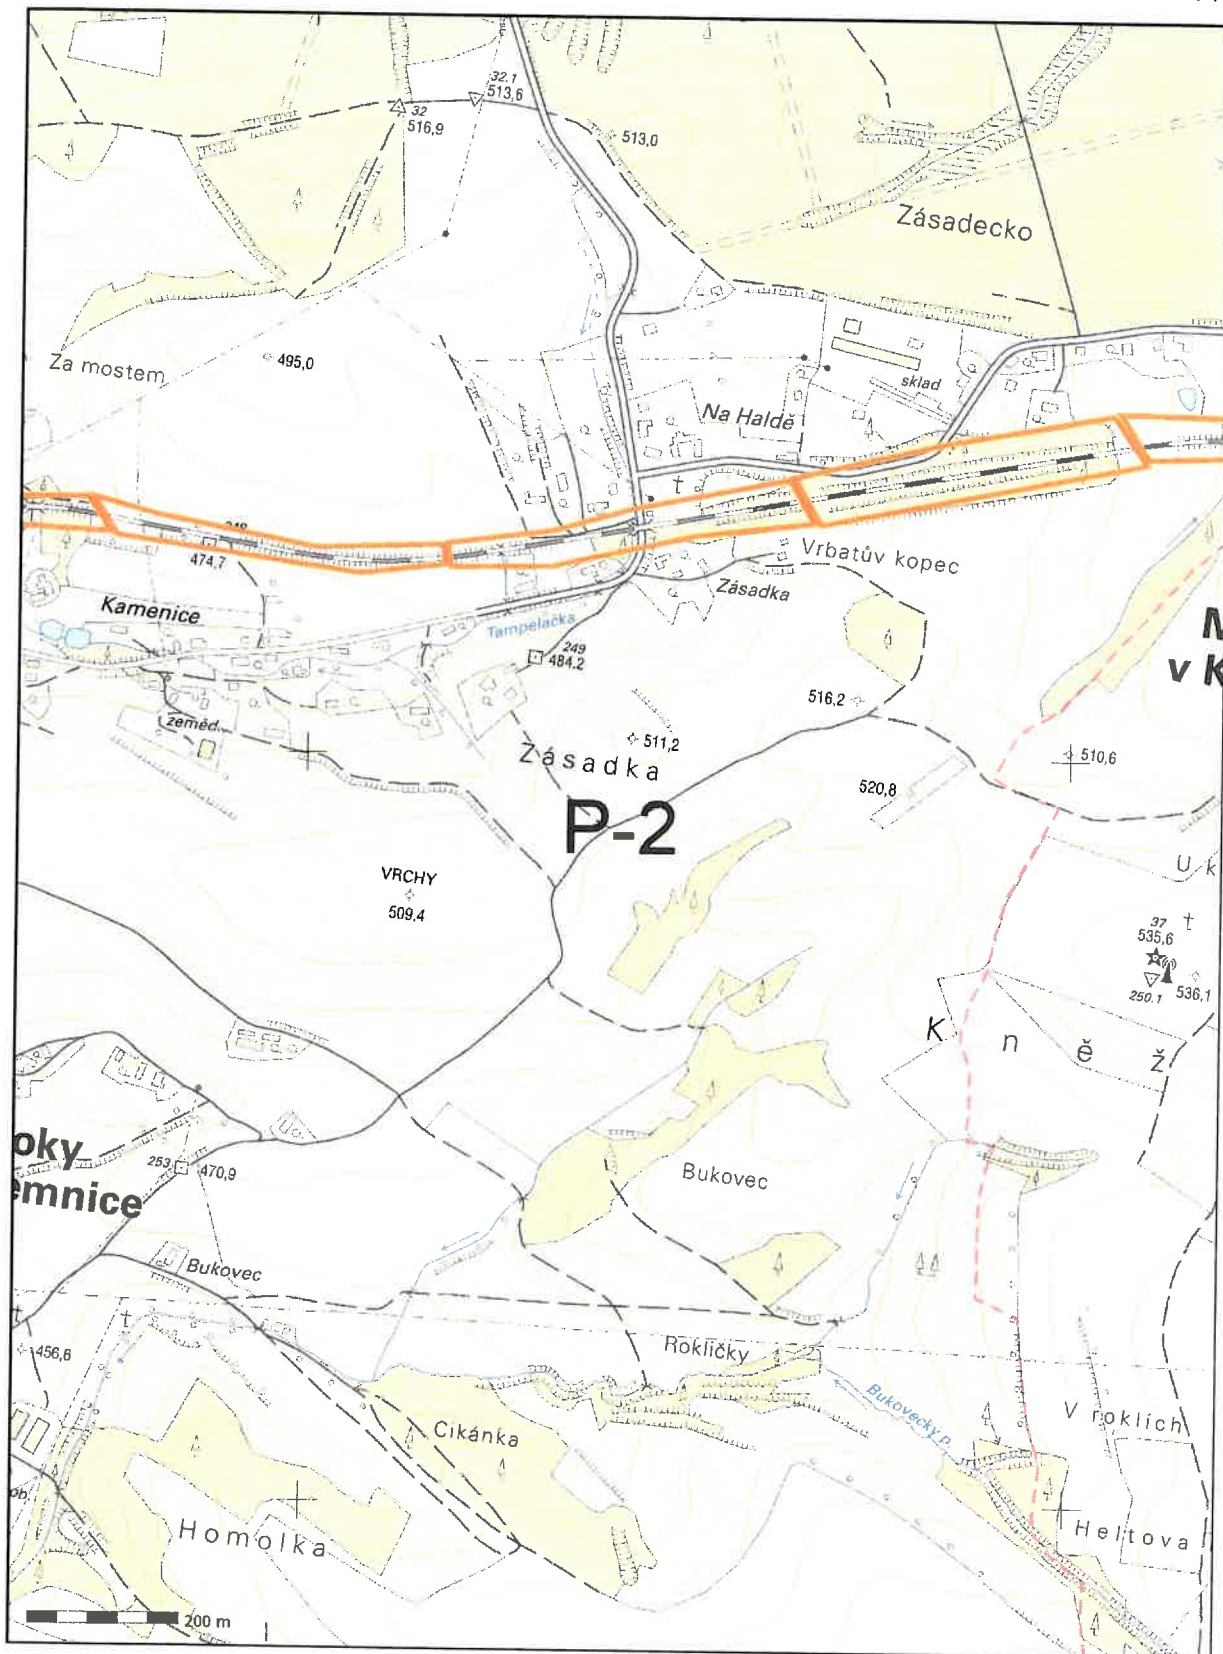 32.1
513,6
32
516,9
513,0
Zásadecko
Za mostem
495,0
sklad
Na Haldě
t
474,7
Vrbatův kopec
Zásadka
Kamenice
Tampelačka
249
484.2
v K
516,2
zeměd.
511,2
Zásadka
510,6
520,8
P-2
U k
VRCHY
509,4
37
t
535,6
250.1
536,1
K n ě ž
oky
emnice
253
470,9
Bukovec
Bukovec
t
t
456,8
Rokličky
Bukovecký p.
V roklích
Cikánka
ob.
Homolka
Heltova
200 m